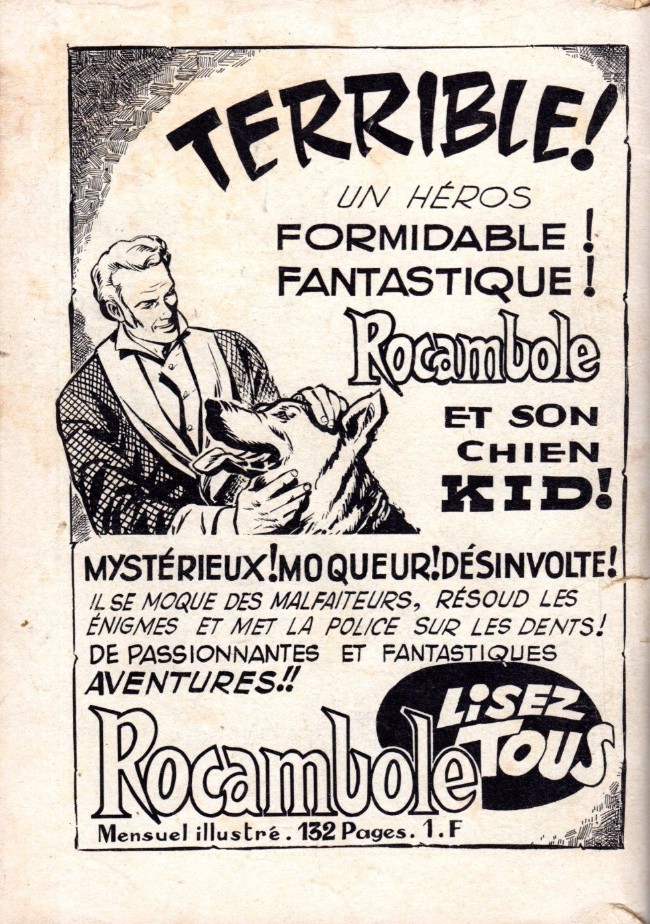 TERRIBLE!
UN HÉROS
FORMIDABLE!
FANTASTIQUE!
Rocambole
ET SON
CHIEN
KID!
MYSTÉRIEUX! MOQUEUR! DÉSINVOLTE!
IL SE MOQUE DES MALFAITEURS, RÉSOUD LES
ÉNIGMES ET MET LA POLICE SUR LES DENTS!
DE PASSIONNANTES ET FANTASTIQUES
AVENTURES!!
LISEZ
TOUS
Rocambole
Mensuel illustré. 132 Pages. 1.F